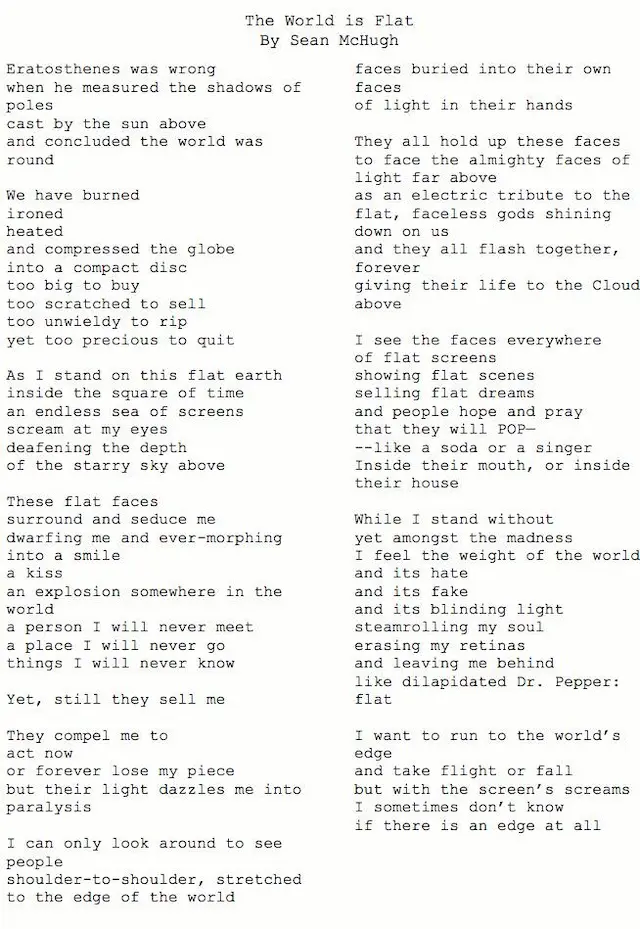 The World is Flat
By Sean McHugh
Eratosthenes was wrong
when he measured the shadows of
poles
cast by the sun above
and concluded the world was
round
We have burned
ironed
heated
and compressed the globe
into a compact disc
too big to buy
too scratched to sell
too unwieldy to rip
yet too precious to quit
As I stand on this flat earth
inside the square of time
an endless sea of screens
scream at my eyes
deafening the depth
of the starry sky above
These flat faces
surround and seduce me
dwarfing me and ever-morphing
into a smile
a kiss
an explosion somewhere in the
world
a person I will never meet
a place I will never go
things I will never know
Yet, still they sell me
They compel me to
act now
or forever lose my piece
but their light dazzles me into
paralysis
I can only look around to see
people
shoulder-to-shoulder, stretched
to the edge of the world
faces buried into their own
faces
of light in their hands
They all hold up these faces
to face the almighty faces of
light far above
as an electric tribute to the
flat, faceless gods shining
down on us
and they all flash together,
forever
giving their life to the Cloud
above
I see the faces everywhere
of flat screens
showing flat scenes
selling flat dreams
and people hope and pray
that they will POP—
--like a soda or a singer
Inside their mouth, or inside
their house
While I stand without
yet amongst the madness
I feel the weight of the world
and its hate
and its fake
and its blinding light
steamrolling my soul
erasing my retinas
and leaving me behind
like dilapidated Dr. Pepper:
flat
I want to run to the world's
edge
and take flight or fall
but with the screen's screams
I sometimes don't know
if there is an edge at all